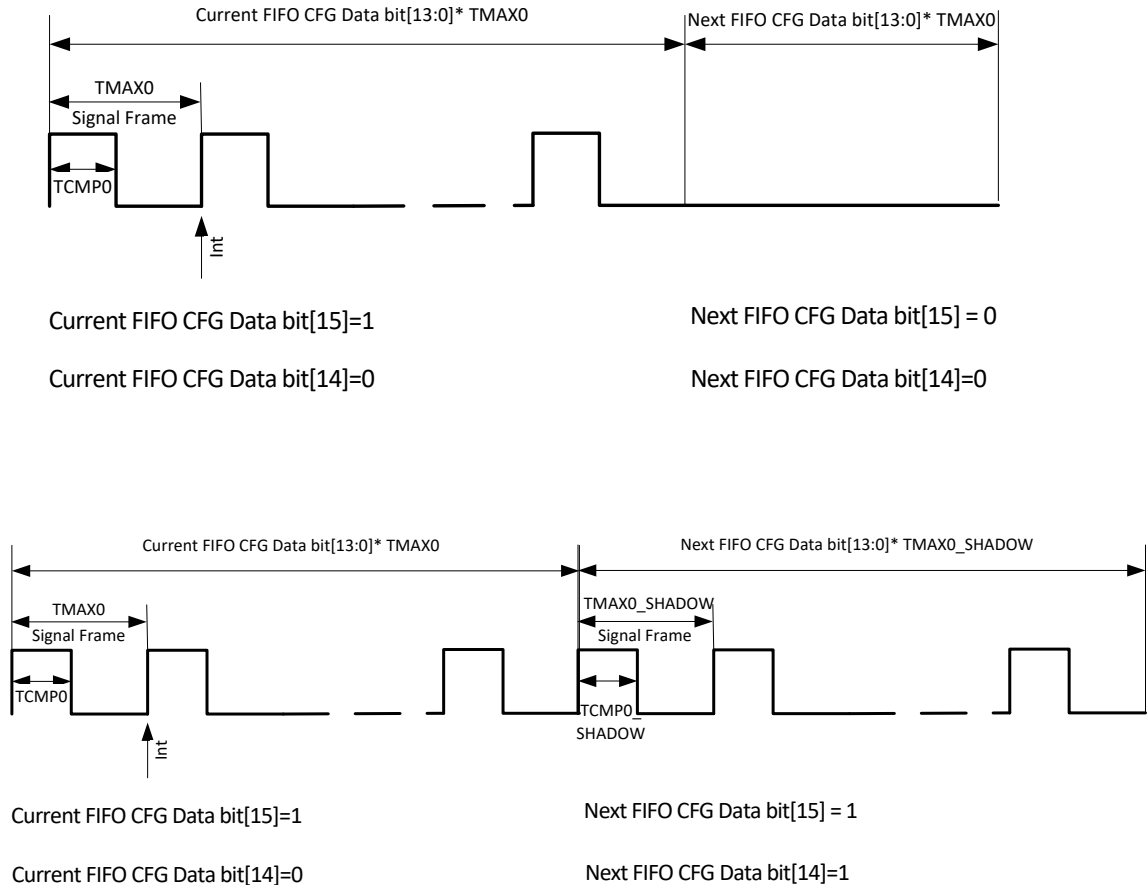 Current FIFO CFG Data bit[13:0]* TMAX0
Next FIFO CFG Data bit[13:0]* TMAX0
TMAX0
Signal Frame
TCMP0
Int
Current FIFO CFG Data bit[15]=1
Next FIFO CFG Data bit[15] = 0
Current FIFO CFG Data bit[14]=0
Next FIFO CFG Data bit[14]=0
Current FIFO CFG Data bit[13:0]* TMAX0
Next FIFO CFG Data bit[13:0]* TMAX0_SHADOW
TMAX0
Signal Frame
TMAX0_SHADOW
Signal Frame
TCMP0
TCMP0_
SHADOW
Int
Current FIFO CFG Data bit[15]=1
Next FIFO CFG Data bit[15] = 1
Current FIFO CFG Data bit[14]=0
Next FIFO CFG Data bit[14]=1